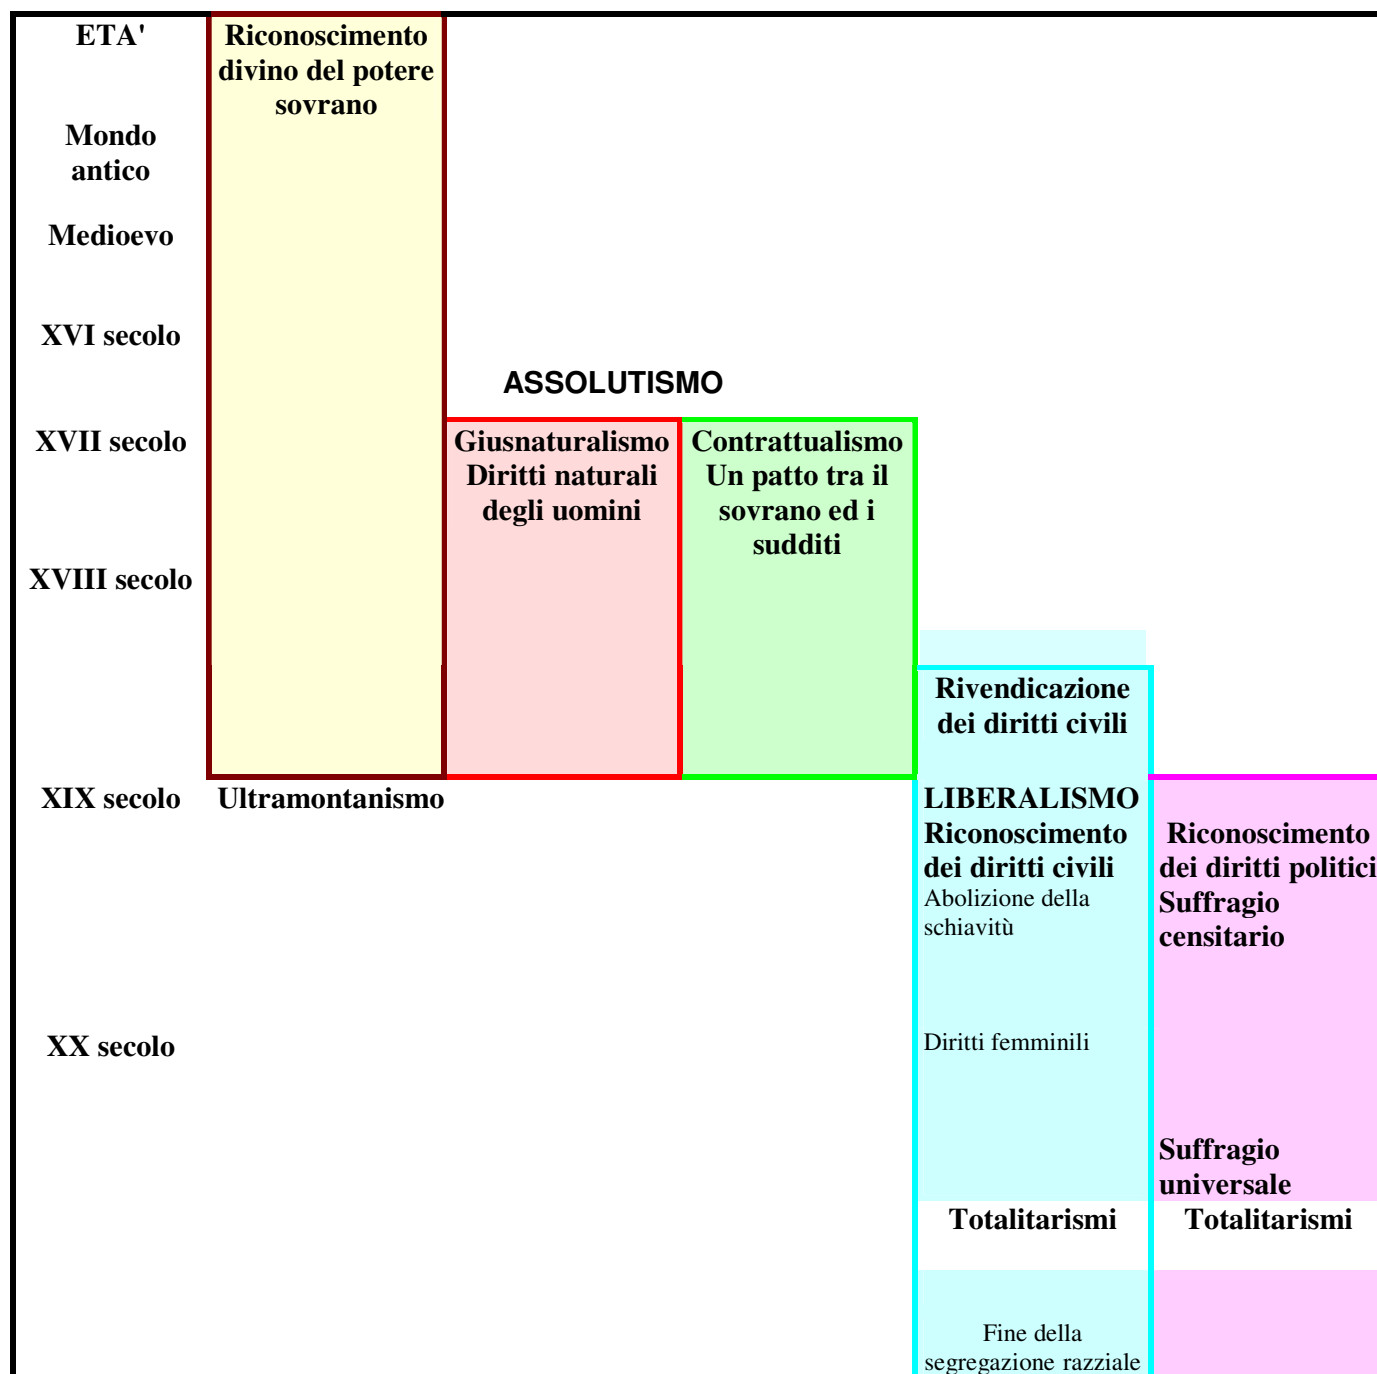 ETA'
Riconoscimento
divino del potere
sovrano
Mondo
antico
Medioevo
XVI secolo
ASSOLUTISMO
XVII secolo
Giusnaturalismo
Diritti naturali
degli uomini
Contrattualismo
Un patto tra il
sovrano ed i
sudditi
XVIII secolo
Rivendicazione
dei diritti civili
XIX secolo
Ultramontanismo
LIBERALISMO
Riconoscimento
dei diritti civili
Abolizione della
schiavitù
Riconoscimento
dei diritti politici
Suffragio
censitario
XX secolo
Diritti femminili
Suffragio
universale
Totalitarismi
Totalitarismi
Fine della
segregazione razziale